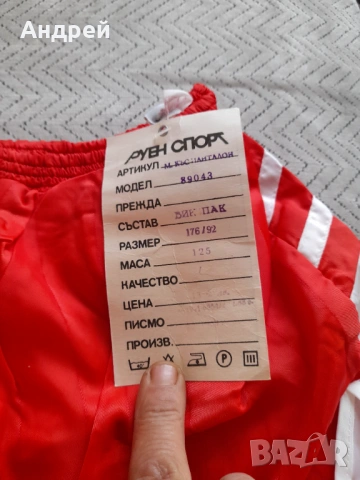 Андрей
РУЕН СПОРТ
АРТИКУЛ М. КЪС. ПАНТАЛОН
МОДЕЛ 89043
ПРЕЖДА
СЪСТАВ ВИК ПАК
РАЗМЕР 176/92
МАСА 125
КАЧЕСТВО
ЦЕНА
ПИСМО
ПРОИЗВ.
P
BAZAR